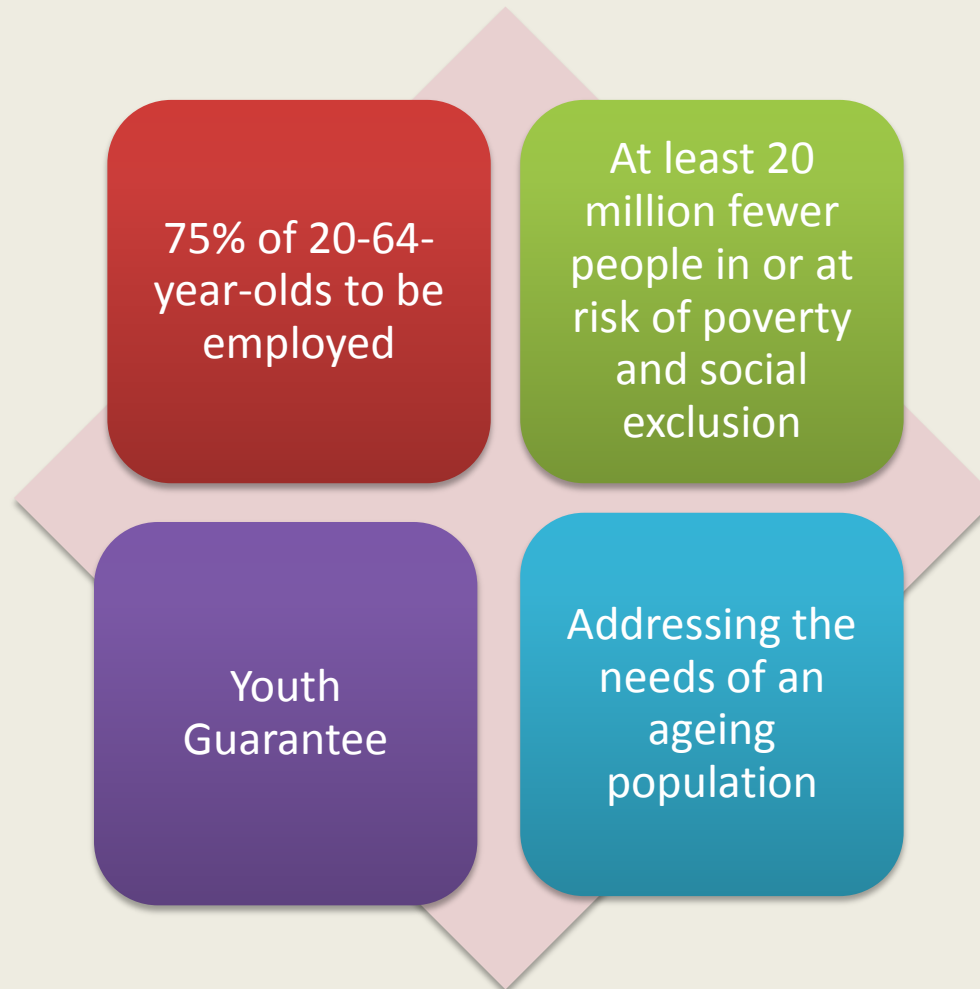 75% of 20-64-
year-olds to be
employed
At least 20
million fewer
people in or at
risk of poverty
and social
exclusion
Youth
Guarantee
Addressing the
needs of an
ageing
population